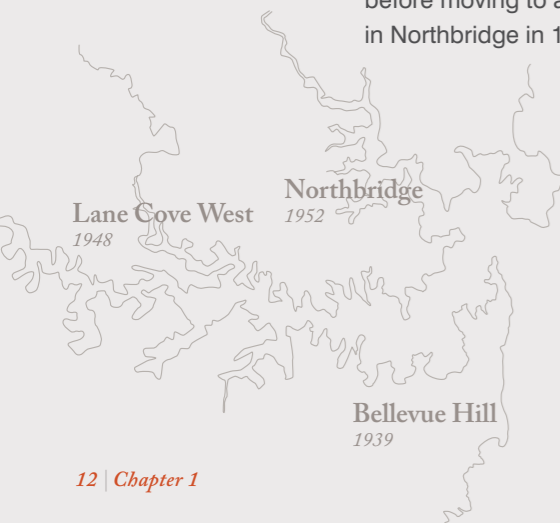 before moving to a
in Northbridge in 1
Northbridge
1952
Lane Cove West
1948
Bellevue Hill
1939
12 | Chapter 1